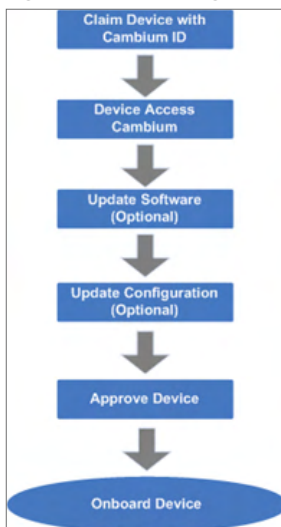 Claim Device with
Cambium ID
Device Access
Cambium
Update Software
(Optional)
Update Configuration
(Optional)
Approve Device
Onboard Device